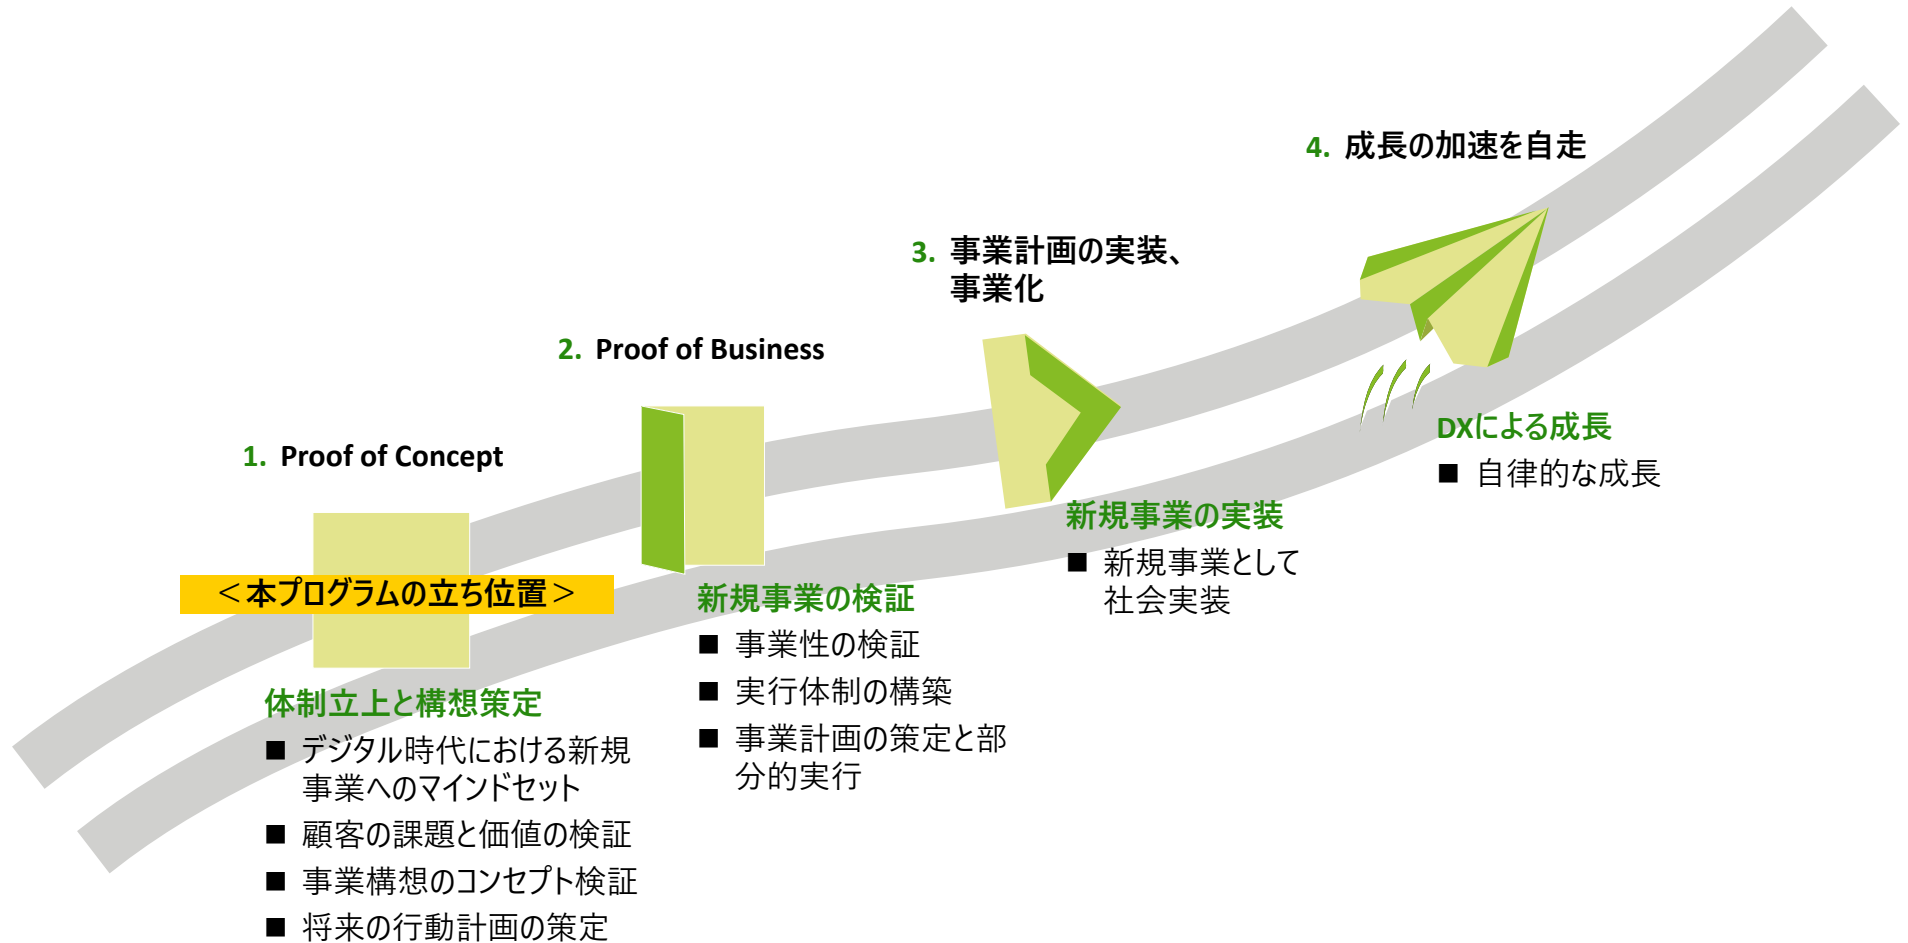 1. Proof of Concept
＜本プログラムの立ち位置＞
体制立上と構想策定
■ デジタル時代における新規
事業へのマインドセット
■ 顧客の課題と価値の検証
■ 事業構想のコンセプト検証
■ 将来の行動計画の策定
2. Proof of Business
新規事業の検証
■ 事業性の検証
■ 実行体制の構築
■ 事業計画の策定と部
分的実行
3. 事業計画の実装、
事業化
新規事業の実装
■ 新規事業として
社会実装
4. 成長の加速を自走
DXによる成長
■ 自律的な成長